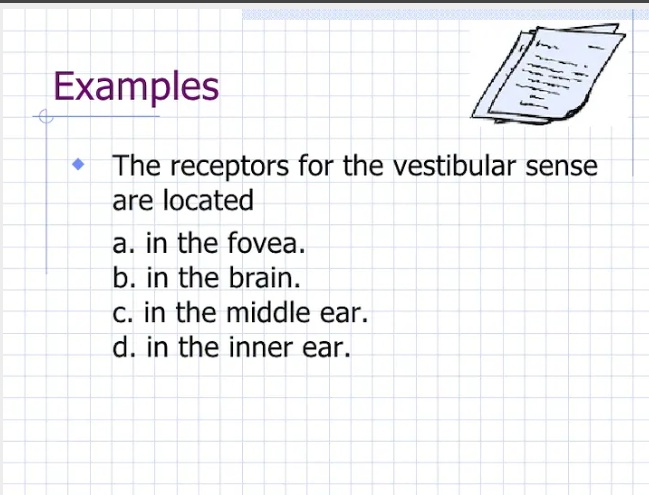 Examples
The receptors for the vestibular sense
are located
a. in the fovea.
b. in the brain.
c. in the middle ear.
d. in the inner ear.